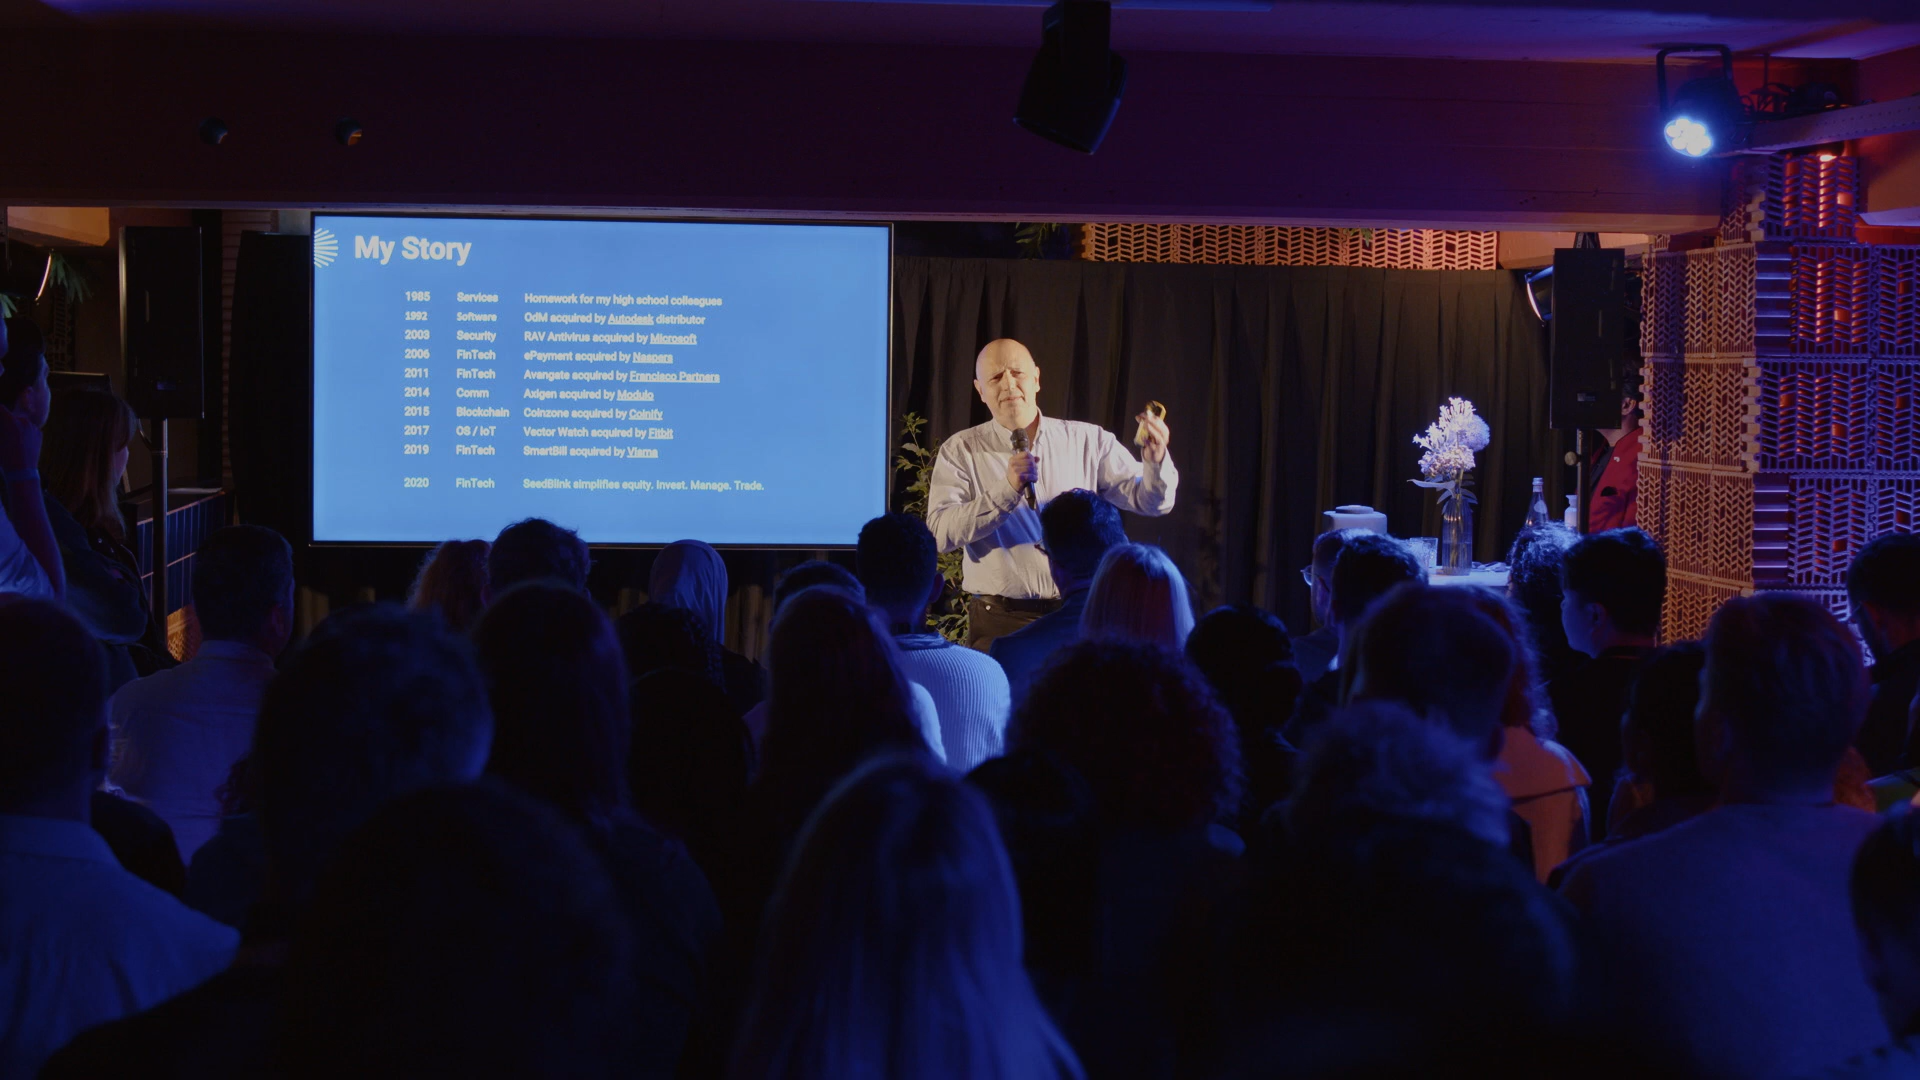 My Story
1985 Services Homework for my high school colleagues
1992 Software OdM acquired by Autodesk distributor
2003 Security RAV Antivirus acquired by Microsoft
2006 FinTech ePayment acquired by Naspers
2011 FinTech Avangate acquired by Francisco Partners
2014 Comm Axigen acquired by Modulo
2015 Blockchain Coinzone acquired by Coinify
2017 OS / IoT Vector Watch acquired by Fitbit
2019 FinTech SmartBill acquired by Visma
2020 FinTech SeedBlink simplifies equity. Invest. Manage. Trade.